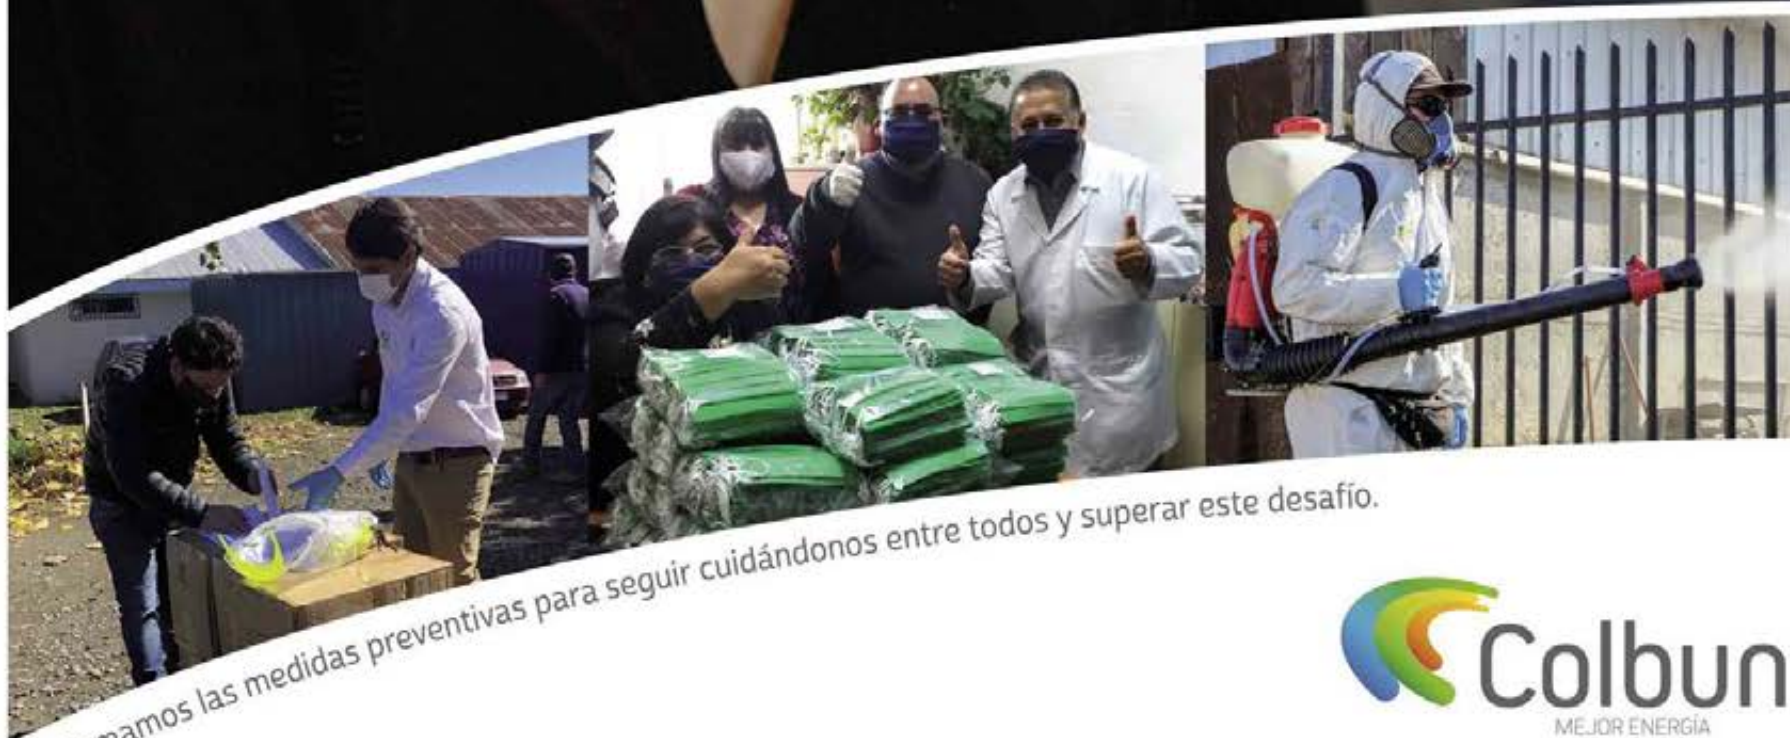 las medidas preventivas para seguir cuidándonos entre todos y superar este desafío.
Colbun
MEJOR ENERGÍA